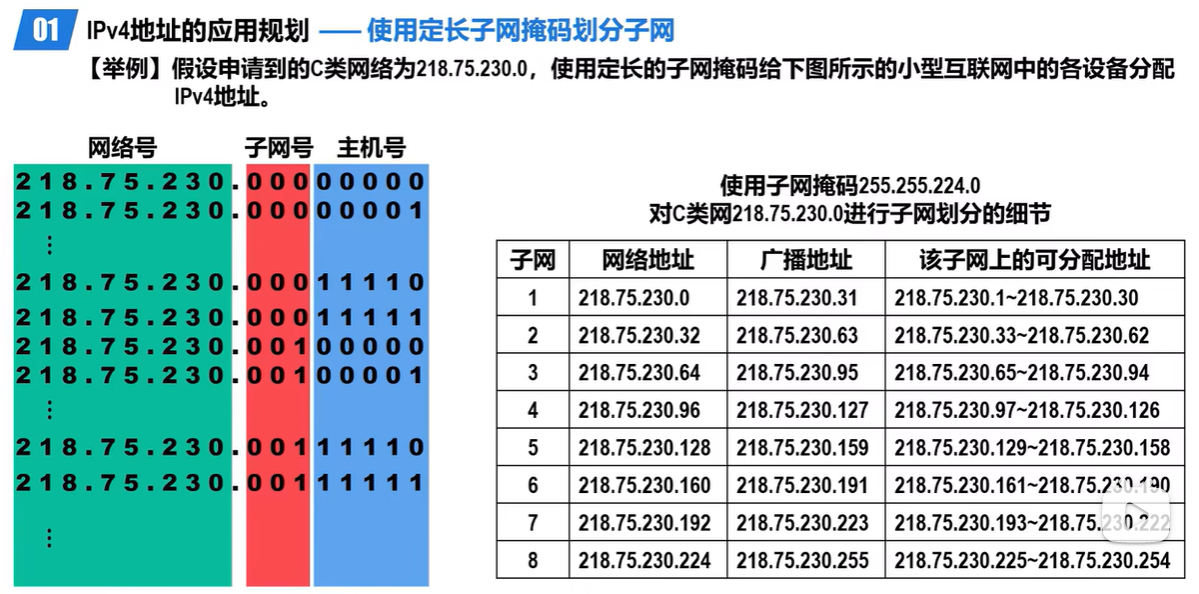 01 IPv4地址的应用规划 —— 使用定长子网掩码划分子网
【举例】假设申请到的C类网络为218.75.230.0，使用定长的子网掩码给下图所示的小型互联网中的各设备分配
IPv4地址。
网络号 子网号 主机号
218.75.230.00000000
218.75.230.00000001
⋮
218.75.230.00011110
218.75.230.00011111
218.75.230.00100000
218.75.230.00100001
⋮
218.75.230.00111110
218.75.230.00111111
⋮
使用子网掩码255.255.224.0
对C类网218.75.230.0进行子网划分的细节
子网 网络地址 广播地址 该子网上的可分配地址
1 218.75.230.0 218.75.230.31 218.75.230.1~218.75.230.30
2 218.75.230.32 218.75.230.63 218.75.230.33~218.75.230.62
3 218.75.230.64 218.75.230.95 218.75.230.65~218.75.230.94
4 218.75.230.96 218.75.230.127 218.75.230.97~218.75.230.126
5 218.75.230.128 218.75.230.159 218.75.230.129~218.75.230.158
6 218.75.230.160 218.75.230.191 218.75.230.161~218.75.230.190
7 218.75.230.192 218.75.230.223 218.75.230.193~218.75.230.222
8 218.75.230.224 218.75.230.255 218.75.230.225~218.75.230.254